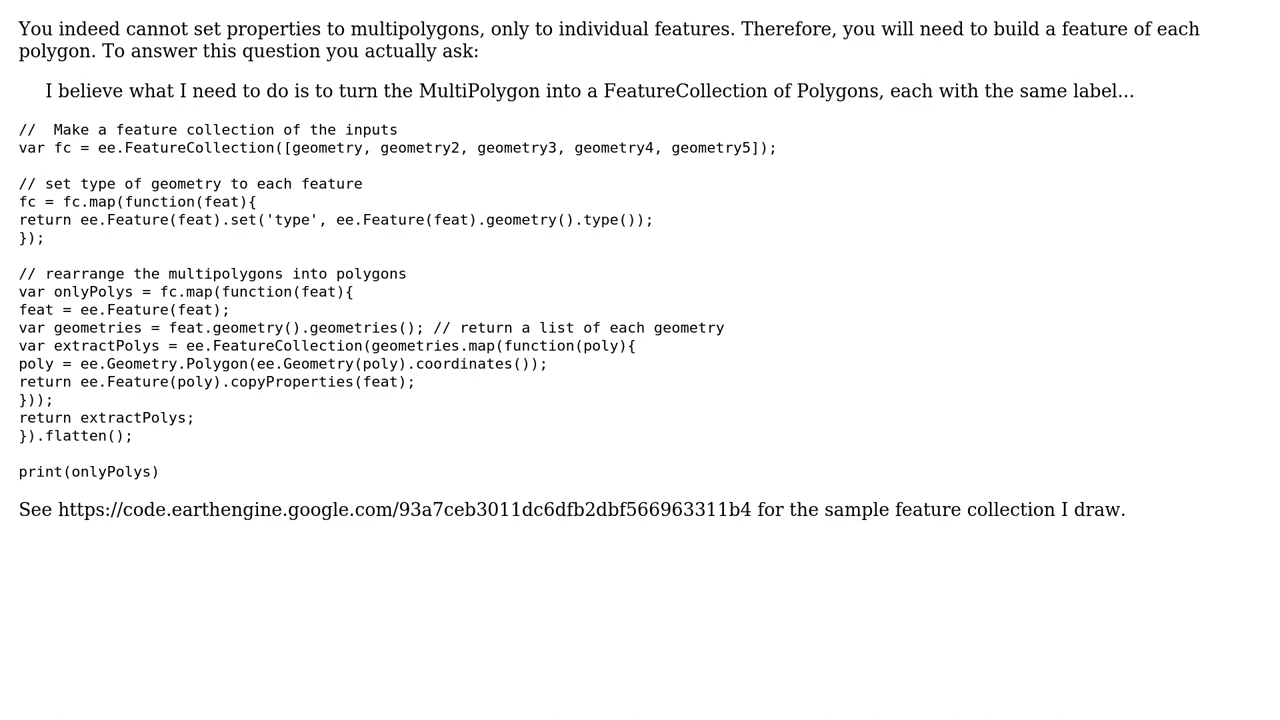 You indeed cannot set properties to multipolygons, only to individual features. Therefore, you will need to build a feature of each
polygon. To answer this question you actually ask:
I believe what I need to do is to turn the MultiPolygon into a FeatureCollection of Polygons, each with the same label...
//  Make a feature collection of the inputs
var fc = ee.FeatureCollection([geometry, geometry2, geometry3, geometry4, geometry5]);
// set type of geometry to each feature
fc = fc.map(function(feat){
return ee.Feature(feat).set('type', ee.Feature(feat).geometry().type());
});
// rearrange the multipolygons into polygons
var onlyPolys = fc.map(function(feat){
feat = ee.Feature(feat);
var geometries = feat.geometry().geometries(); // return a list of each geometry
var extractPolys = ee.FeatureCollection(geometries.map(function(poly){
poly = ee.Geometry.Polygon(ee.Geometry(poly).coordinates());
return ee.Feature(poly).copyProperties(feat);
}));
return extractPolys;
}).flatten();
print(onlyPolys)
See https://code.earthengine.google.com/93a7ceb3011dc6dfb2dbf566963311b4 for the sample feature collection I draw.